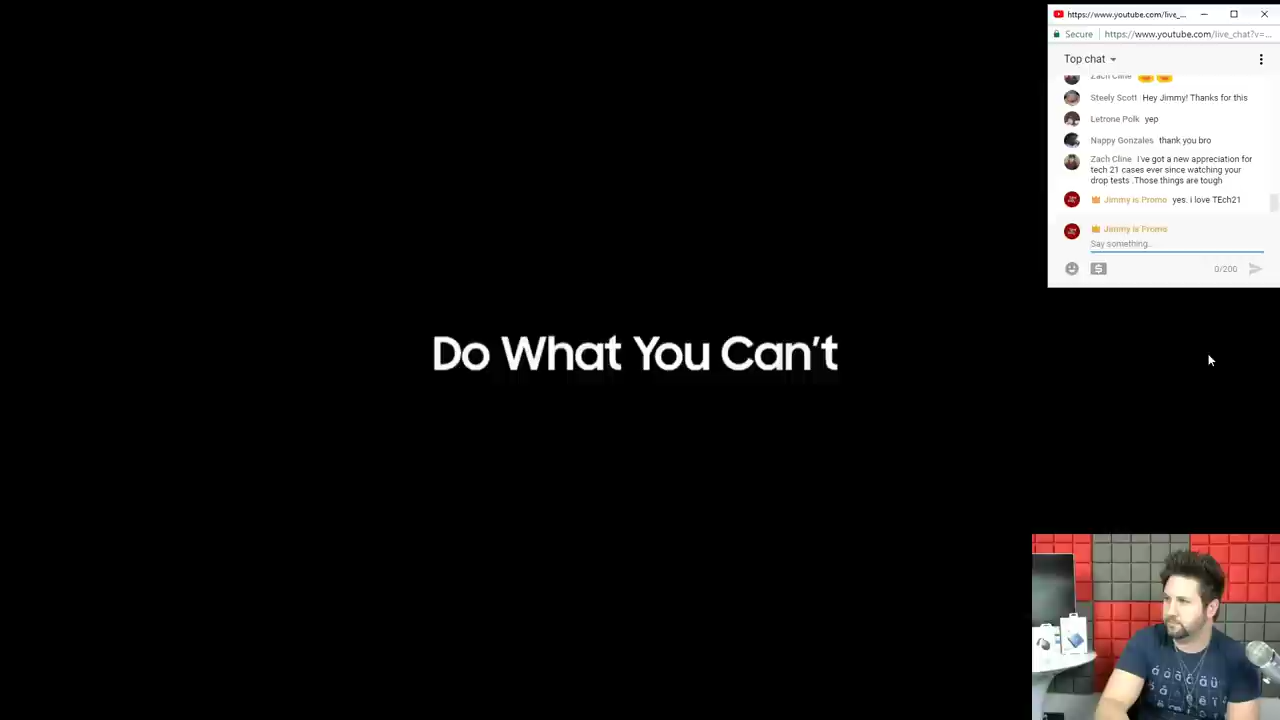 https://www.youtube.com/live_...
Secure
https://www.youtube.com/live_chat?v=...
Top chat
Zach Cline
Steely Scott Hey Jimmy! Thanks for this
Letrone Polk yep
Nappy Gonzales thank you bro
Zach Cline I've got a new appreciation for
tech 21 cases ever since watching your
drop tests .Those things are tough
Jimmy is Promo yes. i love TEch21
Jimmy is Promo
Say something...
0/200
Do What You Can't